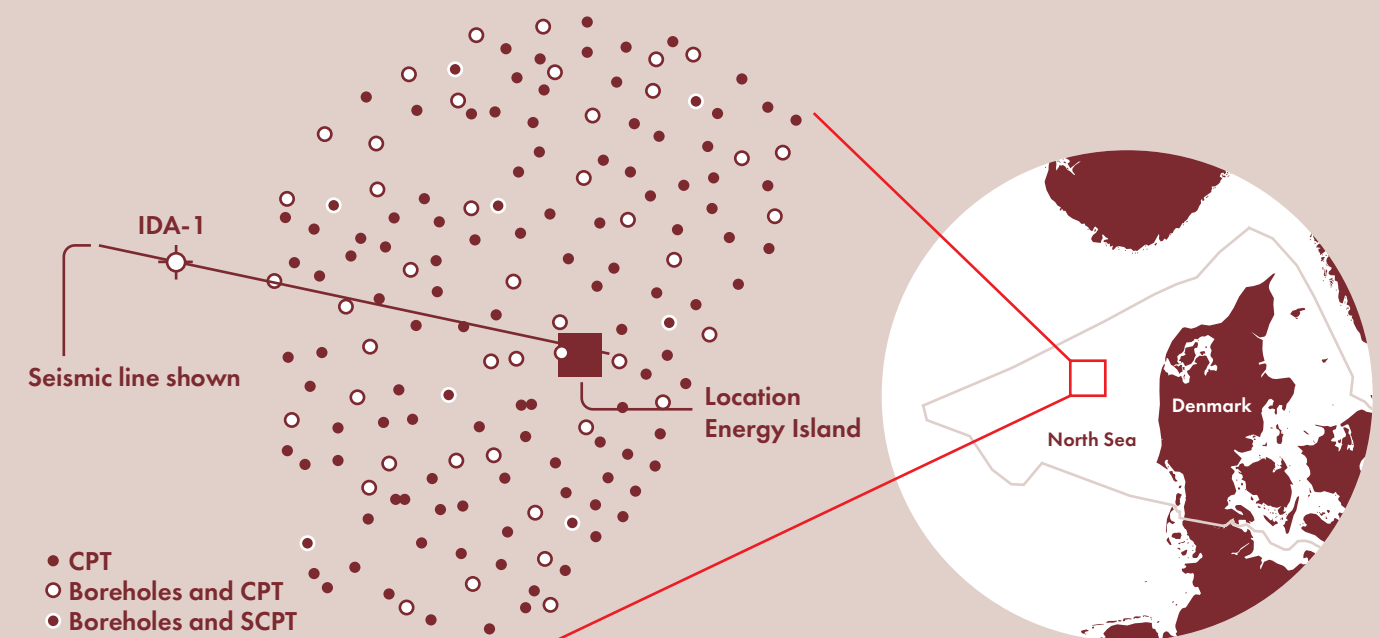 IDA-1
Seismic line shown
Location
Energy Island
Denmark
North Sea
CPT
Boreholes and CPT
Boreholes and SCPT